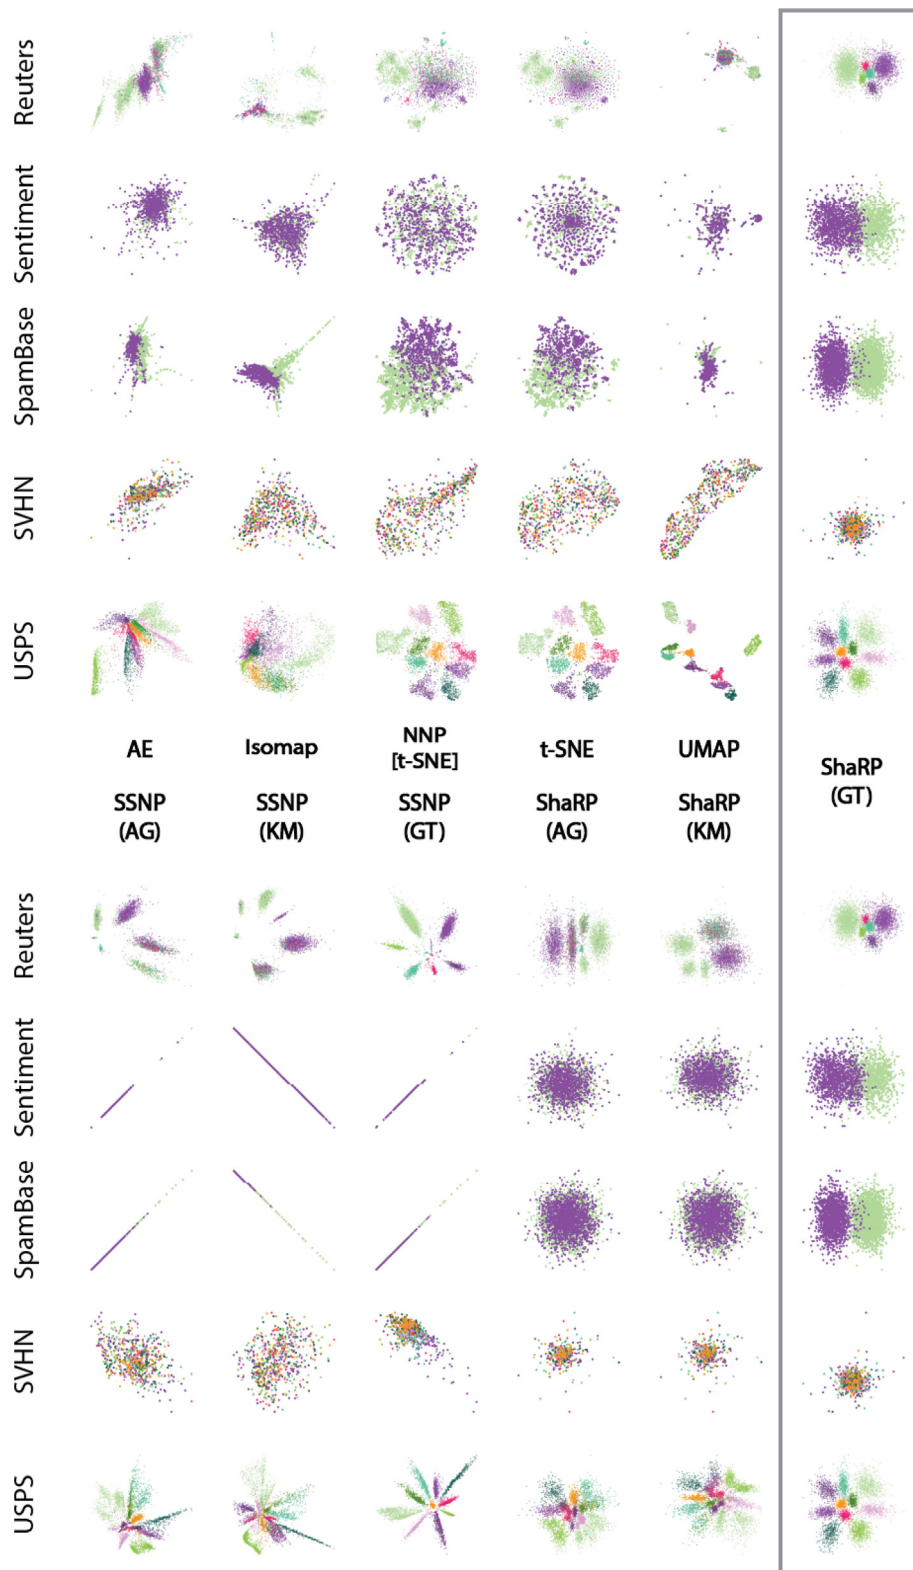 Reuters
Sentiment
SpamBase
SVHN
USPS
AE
Isomap
NNP
[t-SNE]
t-SNE
UMAP
ShaRP
(GT)
SSNP
(AG)
SSNP
(KM)
SSNP
(GT)
ShaRP
(AG)
ShaRP
(KM)
Reuters
Sentiment
SpamBase
SVHN
USPS